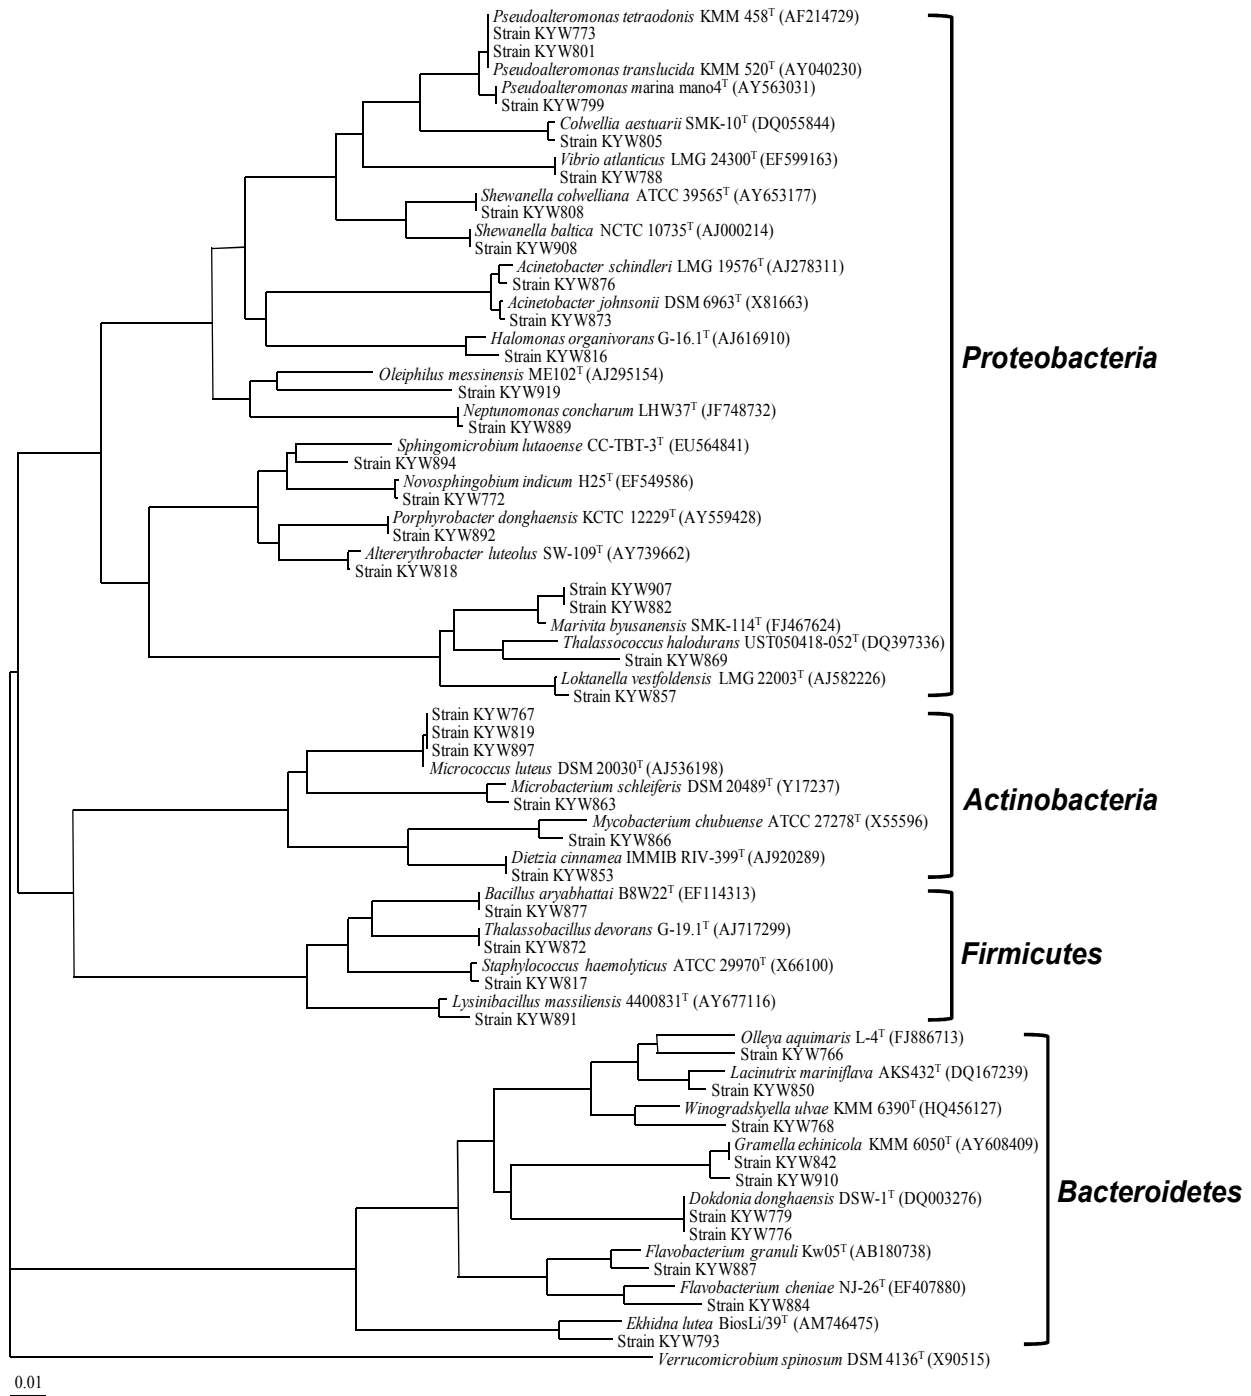 Pseudoalteromonas tetraodonis KMM 458ᵀ (AF214729)
Strain KYW773
Strain KYW801
Pseudoalteromonas translucida KMM 520ᵀ (AY040230)
Pseudoalteromonas marina mano4ᵀ (AY563031)
Strain KYW799
Colwellia aestuarii SMK-10ᵀ (DQ055844)
Strain KYW805
Vibrio atlanticus LMG 24300ᵀ (EF599163)
Strain KYW788
Shewanella colwelliana ATCC 39565ᵀ (AY653177)
Strain KYW808
Shewanella baltica NCTC 10735ᵀ (AJ000214)
Strain KYW908
Acinetobacter schindleri LMG 19576ᵀ (AJ278311)
Strain KYW876
Acinetobacter johnsonii DSM 6963ᵀ (X81663)
Strain KYW873
Halomonas organivorans G-16.1ᵀ (AJ616910)
Strain KYW816
Oleiphilus messinensis ME102ᵀ (AJ295154)
Strain KYW919
Neptunomonas concharum LHW37ᵀ (JF748732)
Strain KYW889
Sphingomicrobium lutaoense CC-TBT-3ᵀ (EU564841)
Strain KYW894
Novosphingobium indicum H25ᵀ (EF549586)
Strain KYW772
Porphyrobacter donghaensis KCTC 12229ᵀ (AY559428)
Strain KYW892
Altererythrobacter luteolus SW-109ᵀ (AY739662)
Strain KYW818
Strain KYW907
Strain KYW882
Marivita byusanensis SMK-114ᵀ (FJ467624)
Thalassococcus halodurans UST050418-052ᵀ (DQ397336)
Strain KYW869
Loktanella vestfoldensis LMG 22003ᵀ (AJ582226)
Strain KYW857
Proteobacteria
Strain KYW767
Strain KYW819
Strain KYW897
Micrococcus luteus DSM 20030ᵀ (AJ536198)
Microbacterium schleiferis DSM 20489ᵀ (Y17237)
Strain KYW863
Mycobacterium chubuense ATCC 27278ᵀ (X55596)
Strain KYW866
Dietzia cinnamea IMMIB RIV-399ᵀ (AJ920289)
Strain KYW853
Actinobacteria
Bacillus aryabhattai B8W22ᵀ (EF114313)
Strain KYW877
Thalassobacillus devorans G-19.1ᵀ (AJ717299)
Strain KYW872
Staphylococcus haemolyticus ATCC 29970ᵀ (X66100)
Strain KYW817
Lysinibacillus massiliensis 4400831ᵀ (AY677116)
Strain KYW891
Firmicutes
Olleya aquimaris L-4ᵀ (FJ886713)
Strain KYW766
Lacinutrix mariniflava AKS432ᵀ (DQ167239)
Strain KYW850
Winogradskyella ulvae KMM 6390ᵀ (HQ456127)
Strain KYW768
Gramella echinicola KMM 6050ᵀ (AY608409)
Strain KYW842
Strain KYW910
Dokdonia donghaensis DSW-1ᵀ (DQ003276)
Strain KYW779
Strain KYW776
Flavobacterium granuli Kw05ᵀ (AB180738)
Strain KYW887
Flavobacterium cheniae NJ-26ᵀ (EF407880)
Strain KYW884
Ekhidna lutea BiosLi/39ᵀ (AM746475)
Strain KYW793
Bacteroidetes
Verrucomicrobium spinosum DSM 4136ᵀ (X90515)
0.01